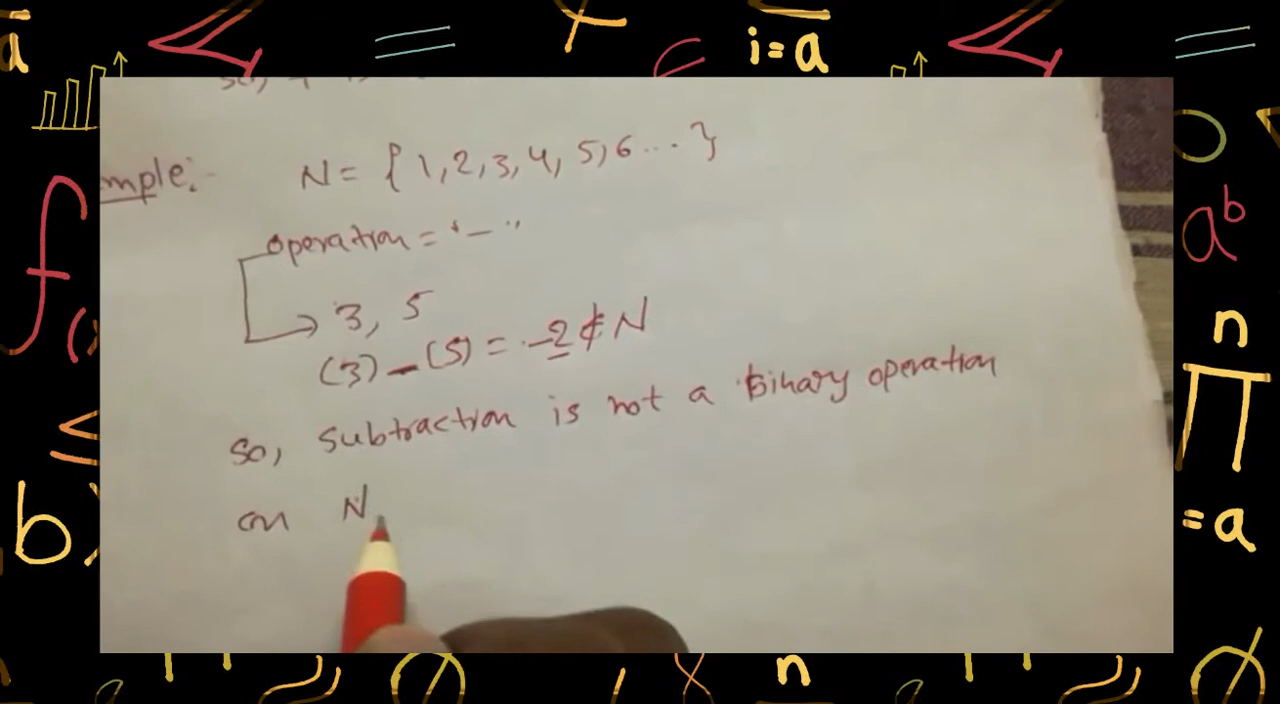 mple:- N = { 1, 2, 3, 4, 5, 6 ... }
operation = "—"
3, 5
(3) - (5) = -2 ∉ N
so, subtraction is not a binary operation
on N